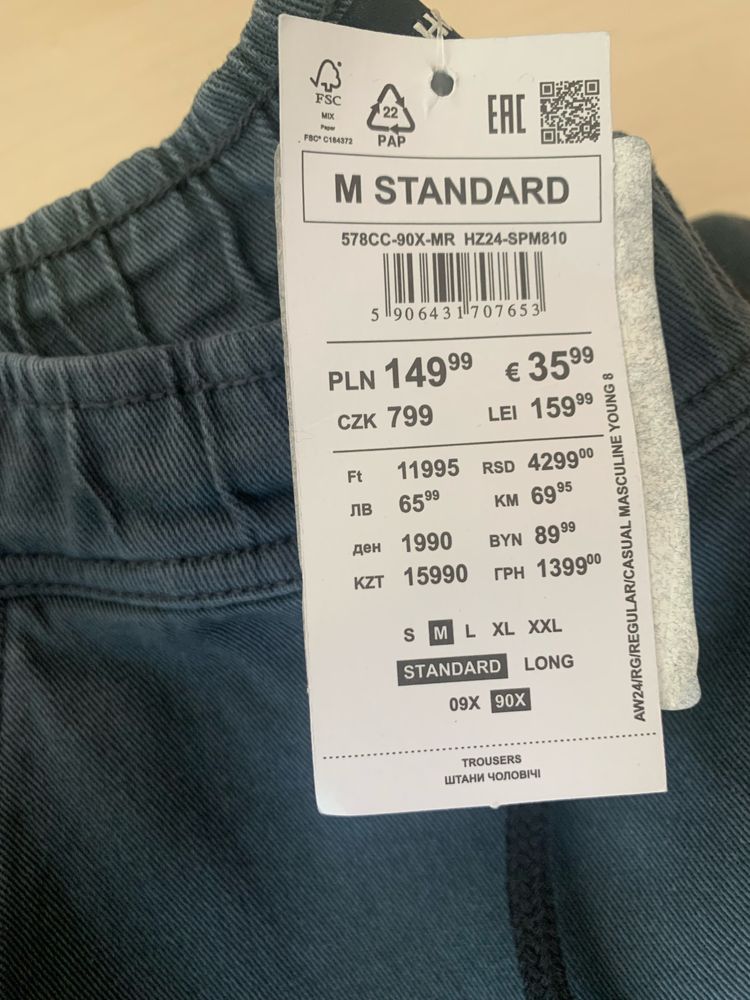 FSC
MIX
Paper
FSC® C184372
22
PAP
EAC
M STANDARD
578CC-90X-MR HZ24-SPM810
5 906431 707653
PLN 149⁹⁹ € 35⁹⁹
CZK 799 LEI 159⁹⁹
Ft 11995 RSD 4299⁰⁰
ЛВ 65⁹⁹ KM 69⁹⁵
ден 1990 BYN 89⁹⁹
KZT 15990 ГРН 1399⁰⁰
S M L XL XXL
STANDARD LONG
09X 90X
TROUSERS
ШТАНИ ЧОЛОВІЧІ
AW24/RG/REGULAR/CASUAL MASCULINE YOUNG 8